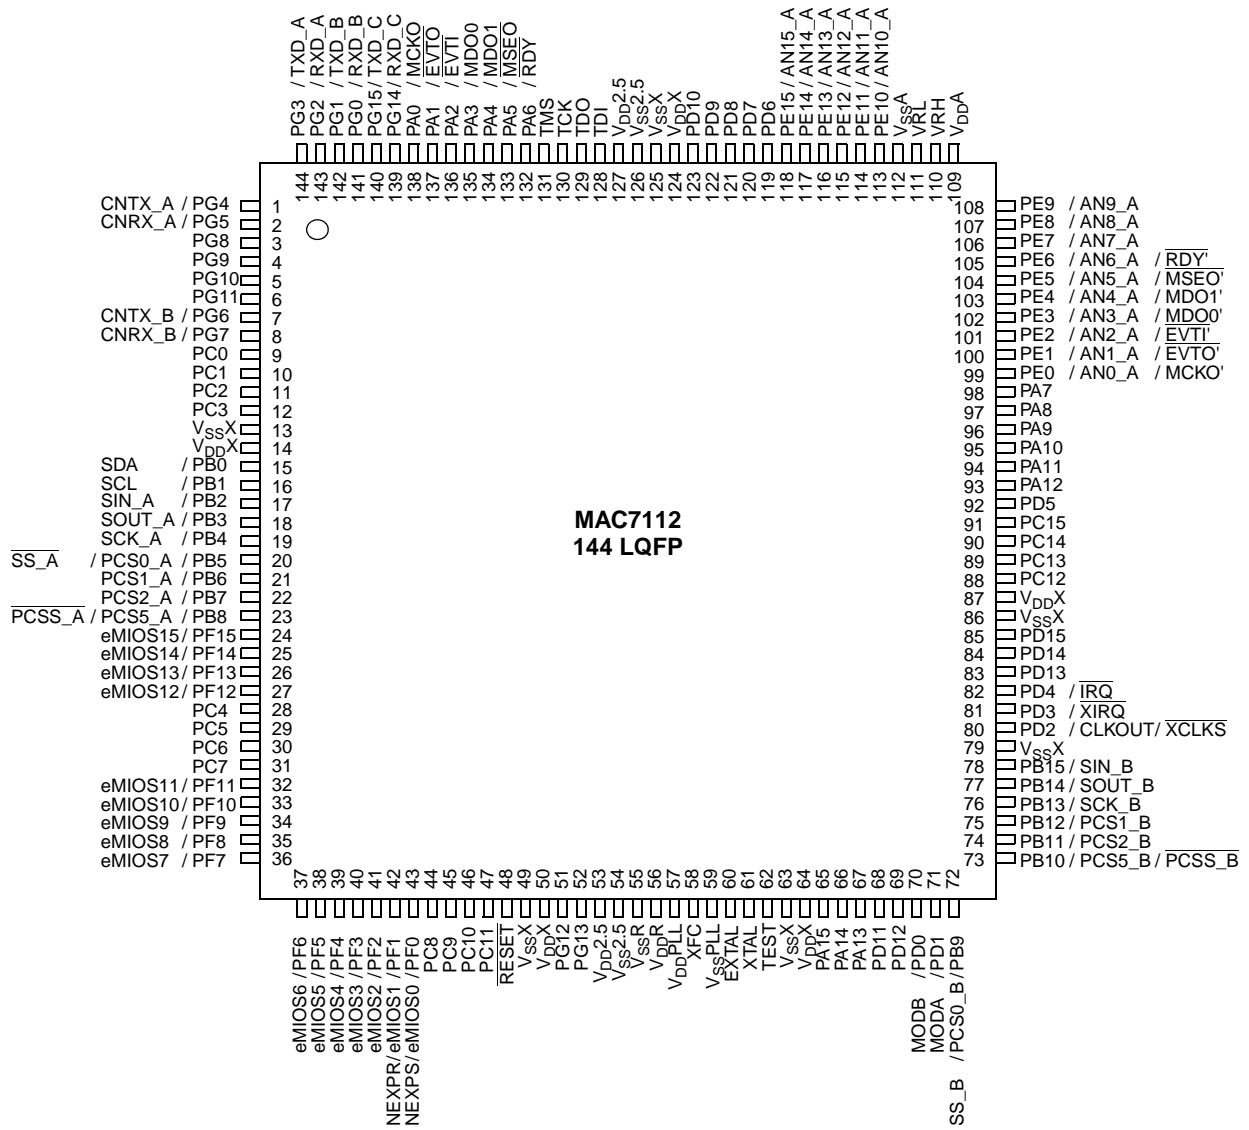 PG3 / TXD_A
PG2 / RXD_A
PG1 / TXD_B
PG0 / RXD_B
PG15 / TXD_C
PG14 / RXD_C
PA0 / MCKO
PA1 / EVTO
PA2 / EVTI
PA3 / MDO0
PA4 / MDO1
PA5 / MSEO
PA6 / RDY
TMS
TCK
TDO
TDI
VDD2.5
VSS2.5
VSSX
VDDX
PD10
PD9
PD8
PD7
PD6
PE15 / AN15_A
PE14 / AN14_A
PE13 / AN13_A
PE12 / AN12_A
PE11 / AN11_A
PE10 / AN10_A
VSSA
VRL
VRH
VDDA
144 143 142 141 140 139 138 137 136 135 134 133 132 131 130 129 128 127 126 125 124 123 122 121 120 119 118 117 116 115 114 113 112 111 110 109
CNTX_A / PG4 1
CNRX_A / PG5 2
PG8 3
PG9 4
PG10 5
PG11 6
CNTX_B / PG6 7
CNRX_B / PG7 8
PC0 9
PC1 10
PC2 11
PC3 12
VSSX 13
VDDX 14
SDA / PB0 15
SCL / PB1 16
SIN_A / PB2 17
SOUT_A / PB3 18
SCK_A / PB4 19
SS_A / PCS0_A / PB5 20
PCS1_A / PB6 21
PCS2_A / PB7 22
PCSS_A / PCS5_A / PB8 23
eMIOS15 / PF15 24
eMIOS14 / PF14 25
eMIOS13 / PF13 26
eMIOS12 / PF12 27
PC4 28
PC5 29
PC6 30
PC7 31
eMIOS11 / PF11 32
eMIOS10 / PF10 33
eMIOS9 / PF9 34
eMIOS8 / PF8 35
eMIOS7 / PF7 36
MAC7112
144 LQFP
108 PE9 / AN9_A
107 PE8 / AN8_A
106 PE7 / AN7_A
105 PE6 / AN6_A / RDY'
104 PE5 / AN5_A / MSEO'
103 PE4 / AN4_A / MDO1'
102 PE3 / AN3_A / MDO0'
101 PE2 / AN2_A / EVTI'
100 PE1 / AN1_A / EVTO'
99 PE0 / AN0_A / MCKO'
98 PA7
97 PA8
96 PA9
95 PA10
94 PA11
93 PA12
92 PD5
91 PC15
90 PC14
89 PC13
88 PC12
87 VDDX
86 VSSX
85 PD15
84 PD14
83 PD13
82 PD4 / IRQ
81 PD3 / XIRQ
80 PD2 / CLKOUT / XCLKS
79 VSSX
78 PB15 / SIN_B
77 PB14 / SOUT_B
76 PB13 / SCK_B
75 PB12 / PCS1_B
74 PB11 / PCS2_B
73 PB10 / PCS5_B / PCSS_B
37 38 39 40 41 42 43 44 45 46 47 48 49 50 51 52 53 54 55 56 57 58 59 60 61 62 63 64 65 66 67 68 69 70 71 72
eMIOS6 / PF6
eMIOS5 / PF5
eMIOS4 / PF4
eMIOS3 / PF3
eMIOS2 / PF2
NEXPR / eMIOS1 / PF1
NEXPS / eMIOS0 / PF0
PC8
PC9
PC10
PC11
RESET
VSSX
VDDX
PG12
PG13
VDD2.5
VSS2.5
VSSR
VDDR
VDDPLL
XFC
VSSPLL
EXTAL
XTAL
TEST
VSSX
VDDX
PA15
PA14
PA13
PD11
PD12
MODB / PD0
MODA / PD1
SS_B / PCS0_B / PB9